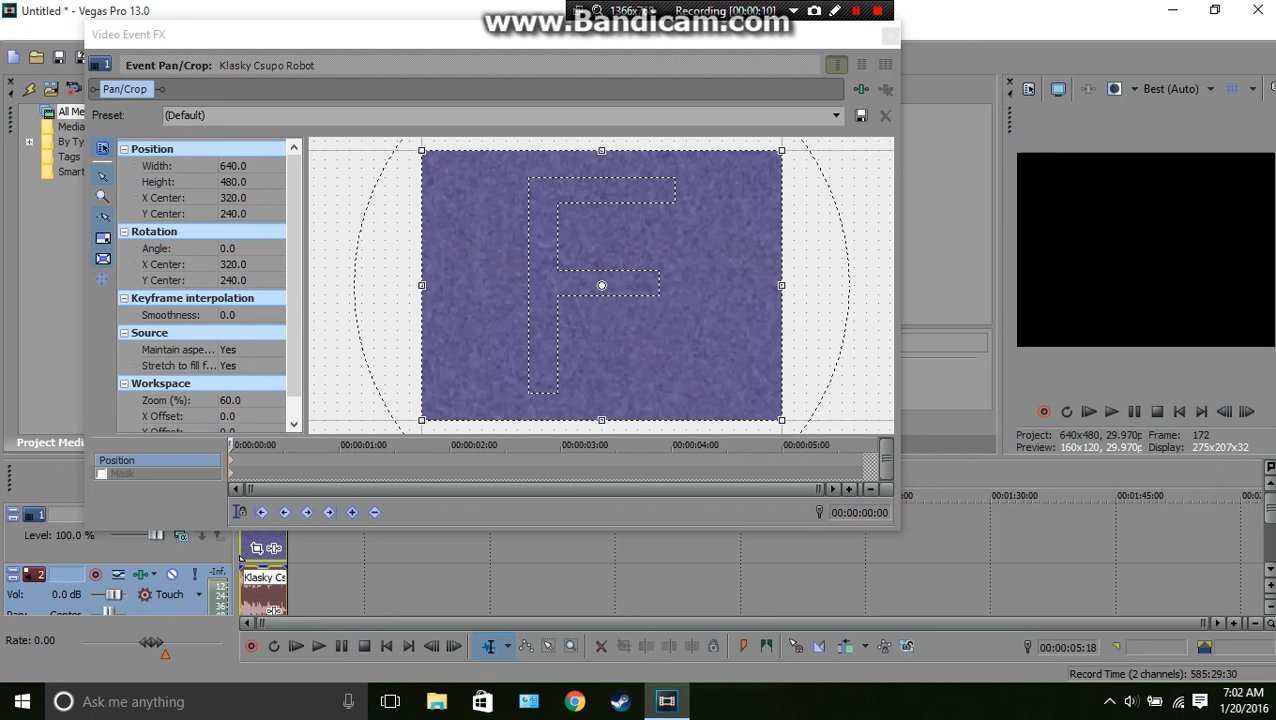 Untitled * - Vegas Pro 13.0
Recording [00:00:10]
www.Bandicam.com
Video Event FX
1
Event Pan/Crop: Klasky Csupo Robot
Pan/Crop
Preset: (Default)
Best (Auto)
All Me
Media
By Ty
Tags
Smart
Position
Width: 640.0
Height: 480.0
X Center: 320.0
Y Center: 240.0
Rotation
Angle: 0.0
X Center: 320.0
Y Center: 240.0
Keyframe interpolation
Smoothness: 0.0
Source
Maintain aspe... Yes
Stretch to fill f... Yes
Workspace
Zoom (%): 60.0
X Offset: 0.0
Project Media
0:00:00:00 00:00:01:00 00:00:02:00 00:00:03:00 00:00:04:00 00:00:05:00
Position
Mask
00:00:00:00
Project: 640x480, 29.970p Frame: 172
Preview: 160x120, 29.970p Display: 275x207x32
00:01:30:00 00:01:45:00
1
Level: 100.0 %
2
-Inf.
Klasky Cs
12
24
36
Vol: 0.0 dB Touch
Pan: Center
Rate: 0.00
00:00:05:18
Record Time (2 channels): 585:29:30
Ask me anything
7:02 AM
1/20/2016